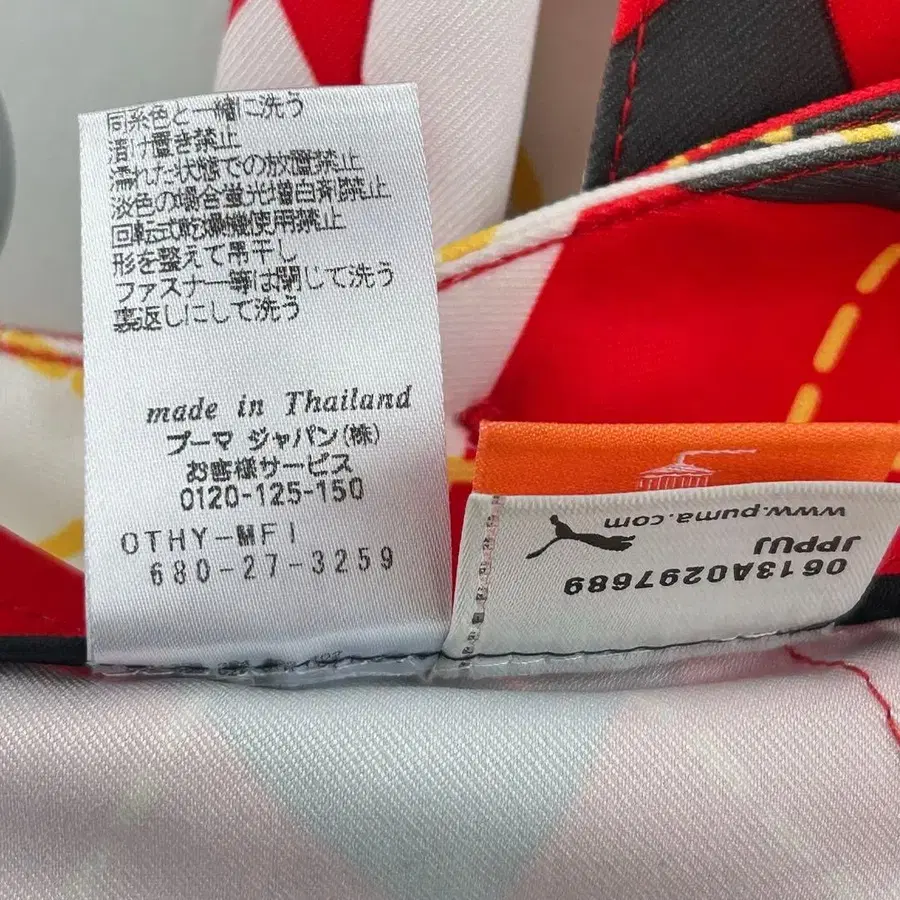 同系色と一緒に洗う
漬け置き禁止
濡れた状態での放置禁止
淡色の場合蛍光増白剤禁止
回転式乾燥機使用禁止
形を整えて吊干し
ファスナー等は閉じて洗う
裏返しにして洗う
made in Thailand
プーマ ジャパン(株)
お客様サービス
0120-125-150
OTHY-MFI
680-27-3259
0613A0297689
JPPUJ
www.puma.com